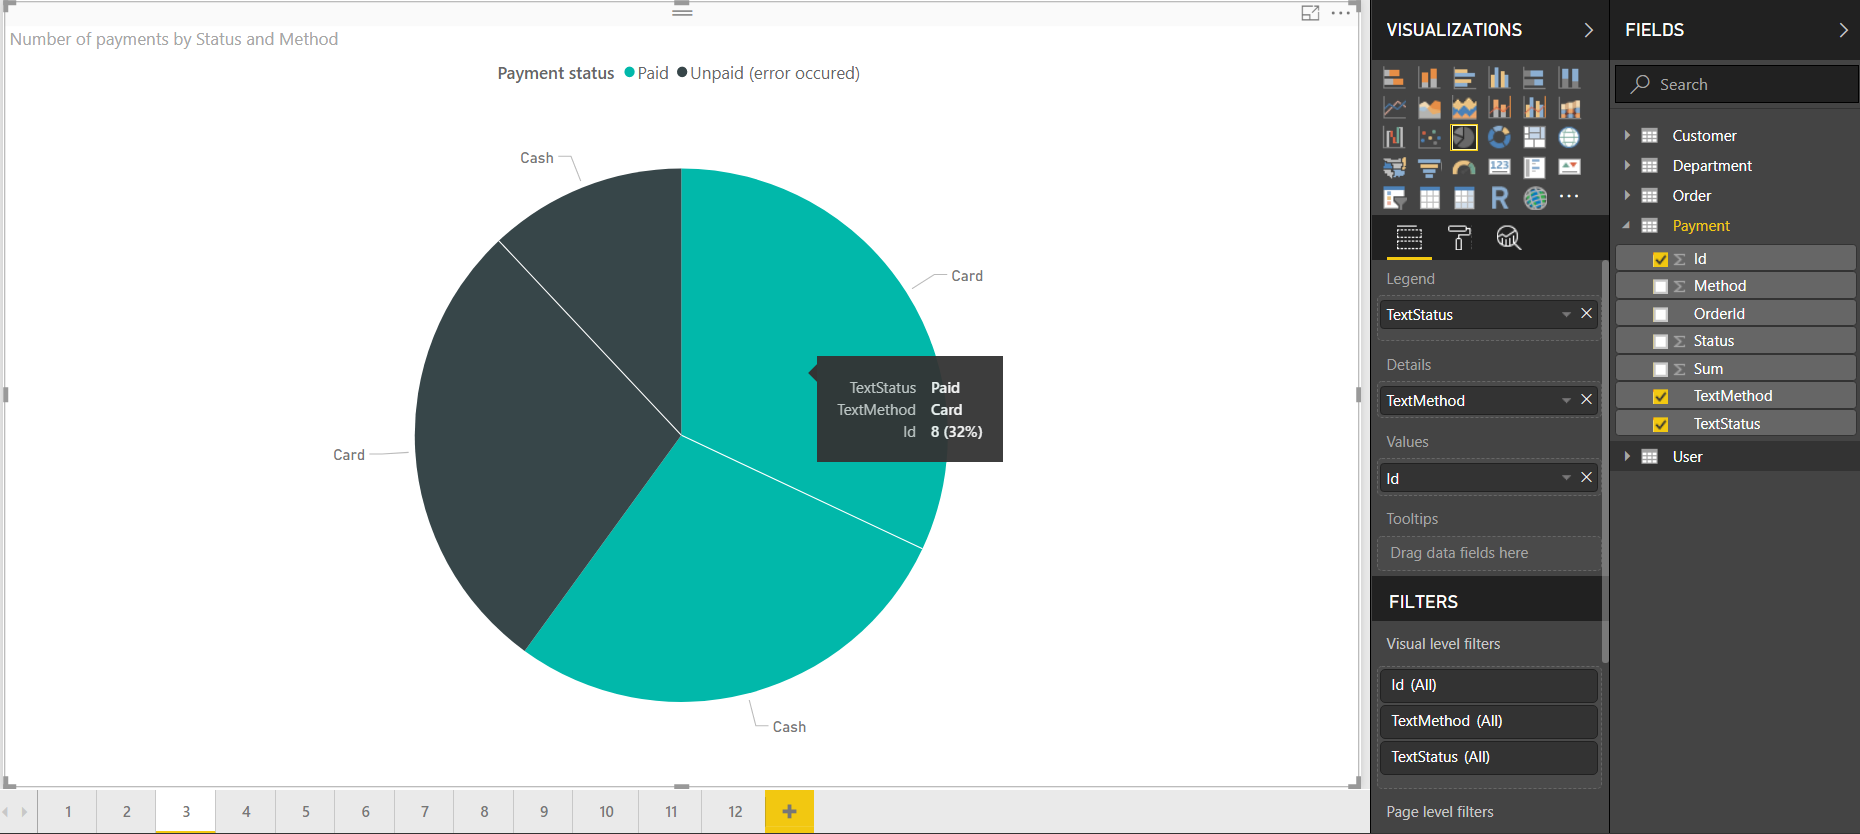 Number of payments by Status and Method
Payment status Paid Unpaid (error occured)
Cash
Card
TextStatus Paid
TextMethod Card
Id 8 (32%)
Card
Cash
1 2 3 4 5 6 7 8 9 10 11 12 +
VISUALIZATIONS
123
R
Legend
TextStatus
Details
TextMethod
Values
Id
Tooltips
Drag data fields here
FILTERS
Visual level filters
Id (All)
TextMethod (All)
TextStatus (All)
Page level filters
FIELDS
Search
Customer
Department
Order
Payment
Σ Id
Σ Method
OrderId
Σ Status
Σ Sum
TextMethod
TextStatus
User